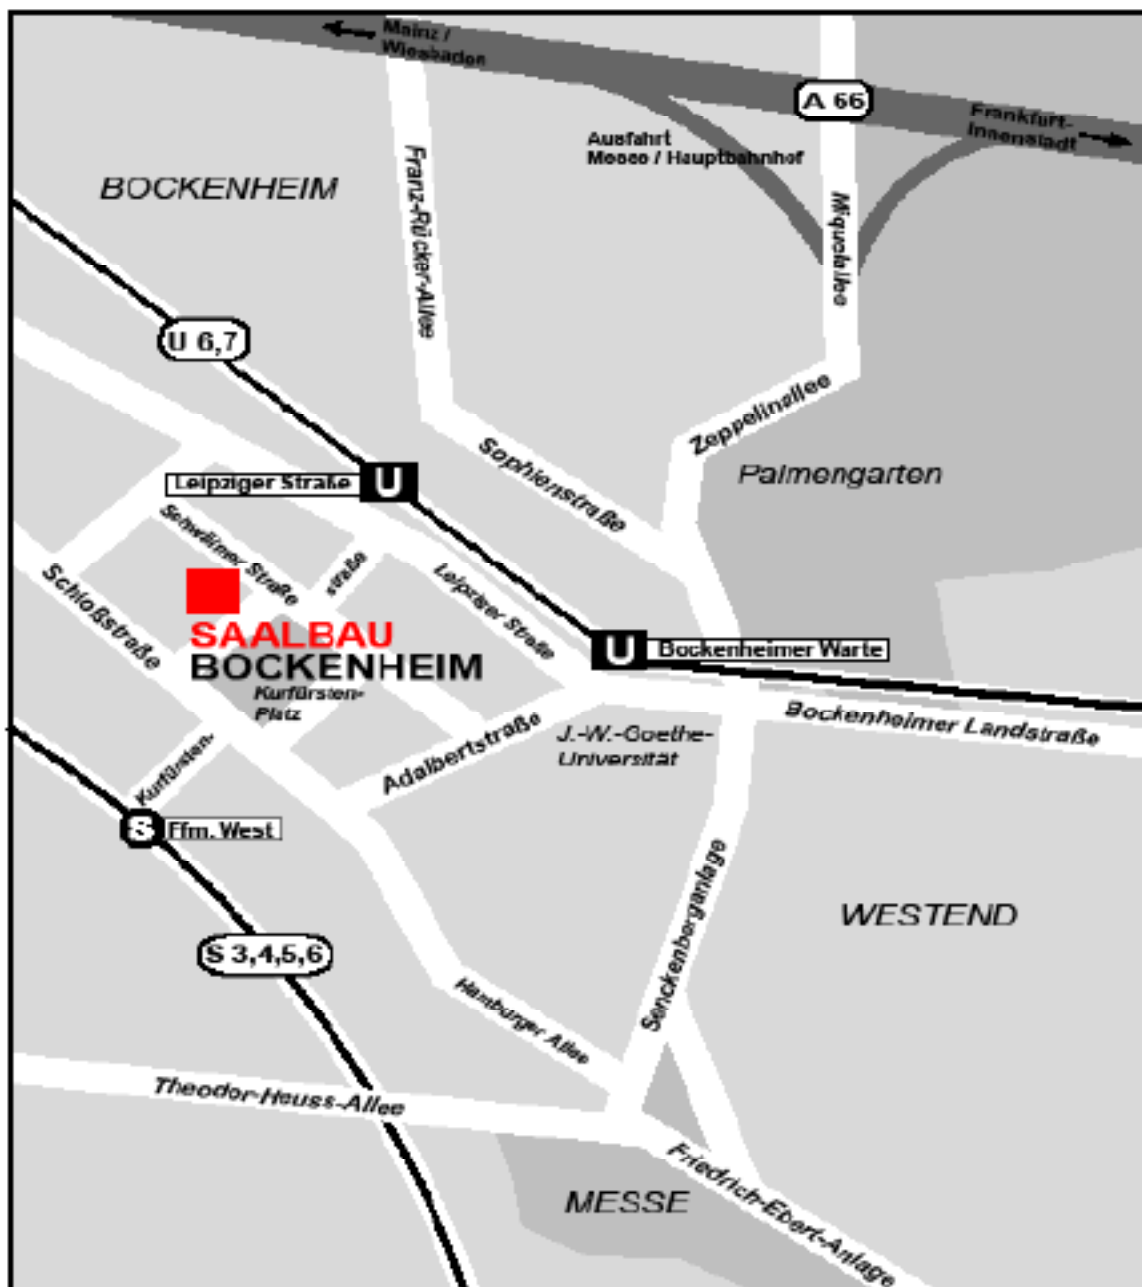 Mainz /
Wiesbaden
A 66
Frankfurt-
Innenstadt
Ausfahrt
Messe / Hauptbahnhof
BOCKENHEIM
Franz-Rücker-Allee
Miquelallee
U 6,7
Zeppelinallee
Sophienstraße
Palmengarten
Leipziger Straße
U
Schwälmer Straße
straße
Leipziger Straße
Schloßstraße
SAALBAU
BOCKENHEIM
U
Bockenheimer Warte
Kurfürsten-
Platz
Bockenheimer Landstraße
J.-W.-Goethe-
Universität
Adalbertstraße
Kurfürsten-
S
Ffm. West
Senckenberganlage
WESTEND
S 3,4,5,6
Hamburger Allee
Theodor-Heuss-Allee
Friedrich-Ebert-Anlage
MESSE